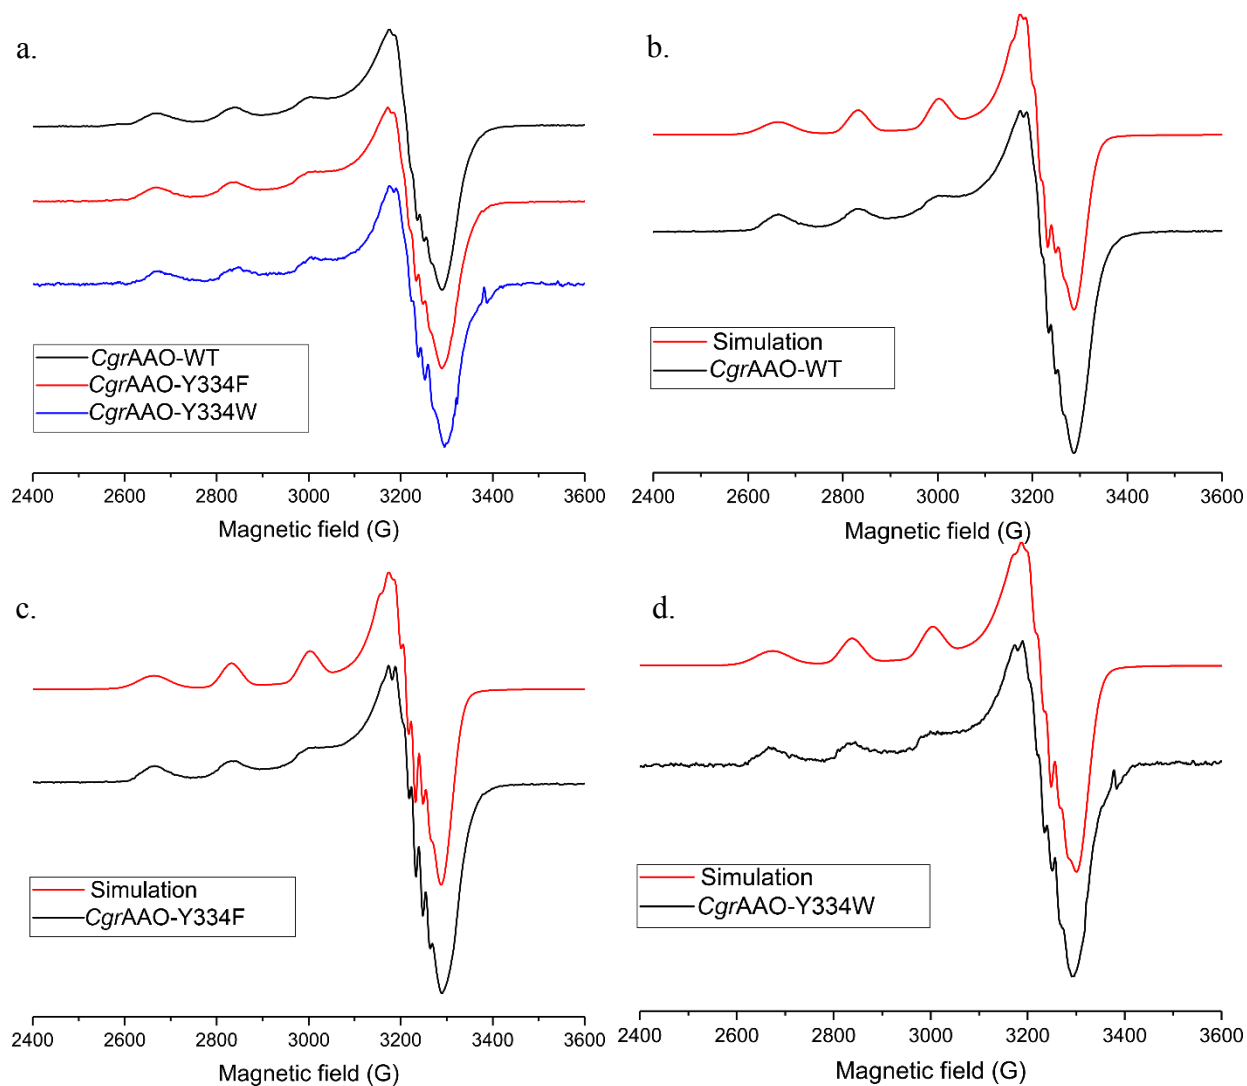 a.
CgrAAO-WT
CgrAAO-Y334F
CgrAAO-Y334W
2400 2600 2800 3000 3200 3400 3600
Magnetic field (G)
b.
Simulation
CgrAAO-WT
2400 2600 2800 3000 3200 3400 3600
Magnetic field (G)
c.
Simulation
CgrAAO-Y334F
2400 2600 2800 3000 3200 3400 3600
Magnetic field (G)
d.
Simulation
CgrAAO-Y334W
2400 2600 2800 3000 3200 3400 3600
Magnetic field (G)